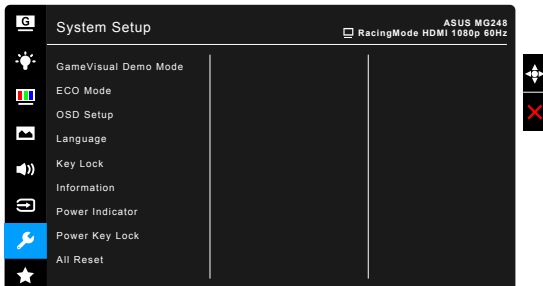 G
System Setup
ASUS MG248
RacingMode HDMI 1080p 60Hz
GameVisual Demo Mode
ECO Mode
OSD Setup
Language
Key Lock
Information
Power Indicator
Power Key Lock
All Reset